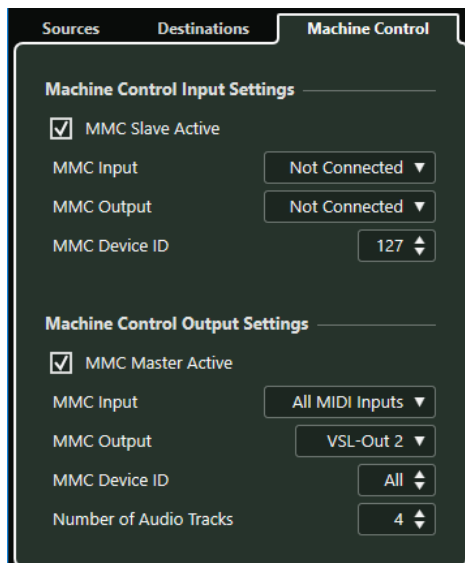 Sources Destinations Machine Control
Machine Control Input Settings
MMC Slave Active
MMC Input Not Connected
MMC Output Not Connected
MMC Device ID 127
Machine Control Output Settings
MMC Master Active
MMC Input All MIDI Inputs
MMC Output VSL-Out 2
MMC Device ID All
Number of Audio Tracks 4